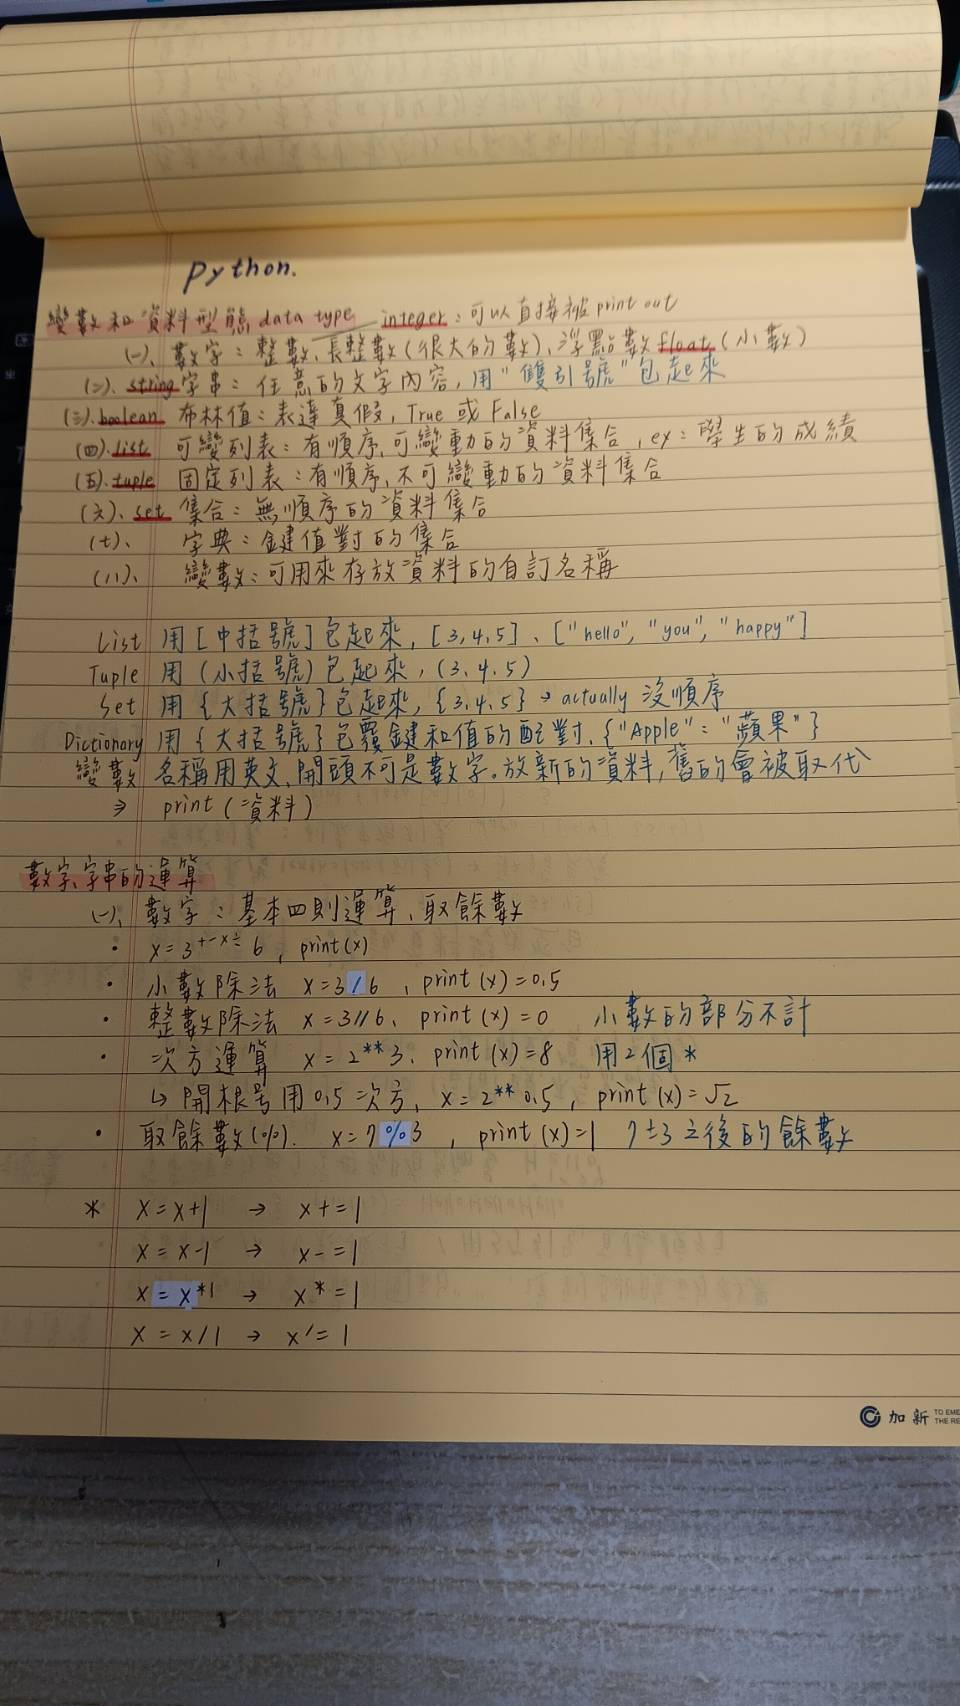 Python.
變數和資料型態 data type integer：可以直接被 print out
(一)、數字：整數、長整數(很大的數)、浮點數 float (小數)
(二)、string 字串：任意的文字內容，用"雙引號"包起來
(三)、boolean 布林值：表達真假，True 或 False
(四)、List 可變列表：有順序、可變動的資料集合，ex：學生的成績
(五)、tuple 固定列表：有順序、不可變動的資料集合
(六)、set 集合：無順序的資料集合
(七)、 字典：鍵值對的集合
(八)、 變數：可用來存放資料的自訂名稱
List 用[中括號]包起來，[3,4,5]、["hello", "you", "happy"]
Tuple 用(小括號)包起來，(3,4,5)
Set 用{大括號}包起來，{3,4,5} → actually 沒順序
Dictionary 用{大括號}包覆鍵和值的配對、{"Apple"："蘋果"}
變數 名稱用英文、開頭不可是數字。放新的資料，舊的會被取代
⇒ print(資料)
數字、字串的運算
(一)、數字：基本四則運算、取餘數
• x=3+-×÷6，print(x)
• 小數除法 x=3/6，print(x)=0.5
• 整數除法 x=3//6、print(x)=0 小數的部分不計
• 次方運算 x=2**3、print(x)=8 用2個*
↳ 開根号用0.5次方、x=2**0.5，print(x)=√2
• 取餘數(%). x=7%3，print(x)=1 7÷3之後的餘數
* x=x+1 → x+=1
x=x-1 → x-=1
x=x*1 → x*=1
x=x/1 → x/=1
加新